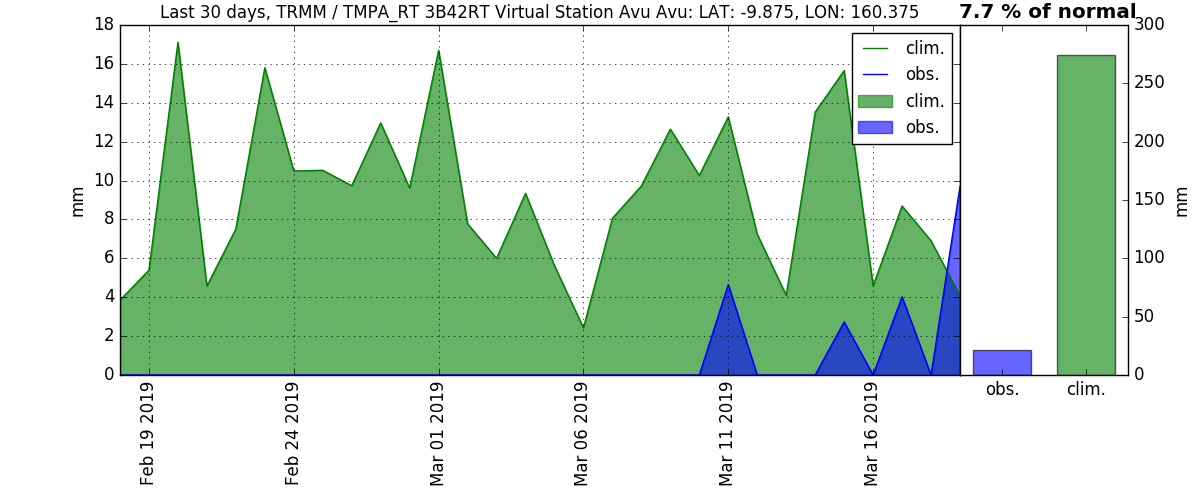 Last 30 days, TRMM / TMPA_RT 3B42RT Virtual Station Avu Avu: LAT: -9.875, LON: 160.375
7.7 % of normal
18
16
14
12
10
8
6
4
2
0
mm
clim.
obs.
clim.
obs.
Feb 19 2019
Feb 24 2019
Mar 01 2019
Mar 06 2019
Mar 11 2019
Mar 16 2019
300
250
200
150
100
50
0
mm
obs.
clim.